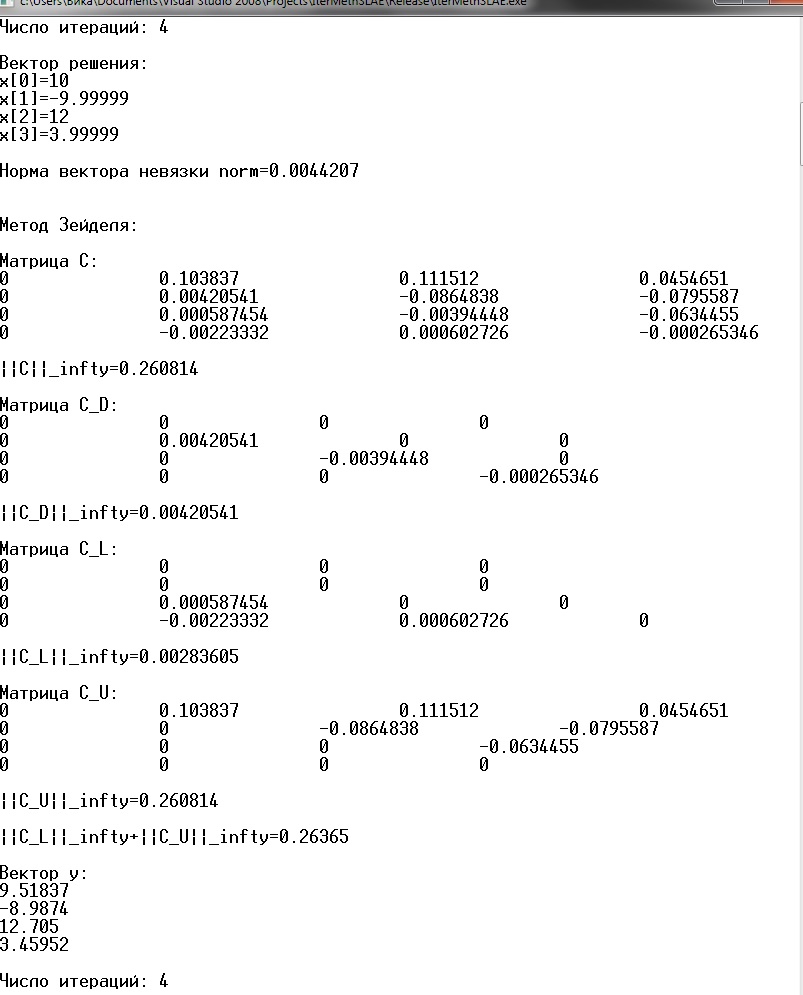 c:\Users\Вика\Documents\Visual Studio 2008\Projects\IterMethSLAE\Release\IterMethSLAE.exe
Число итераций: 4
Вектор решения:
x[0]=10
x[1]=-9.99999
x[2]=12
x[3]=3.99999
Норма вектора невязки norm=0.0044207
Метод Зейделя:
Матрица C:
0 0.103837 0.111512 0.0454651
0 0.00420541 -0.0864838 -0.0795587
0 0.000587454 -0.00394448 -0.0634455
0 -0.00223332 0.000602726 -0.000265346
||C||_infty=0.260814
Матрица C_D:
0 0 0 0
0 0.00420541 0 0
0 0 -0.00394448 0
0 0 0 -0.000265346
||C_D||_infty=0.00420541
Матрица C_L:
0 0 0 0
0 0 0 0
0 0.000587454 0 0
0 -0.00223332 0.000602726 0
||C_L||_infty=0.00283605
Матрица C_U:
0 0.103837 0.111512 0.0454651
0 0 -0.0864838 -0.0795587
0 0 0 -0.0634455
0 0 0 0
||C_U||_infty=0.260814
||C_L||_infty+||C_U||_infty=0.26365
Вектор y:
9.51837
-8.9874
12.705
3.45952
Число итераций: 4